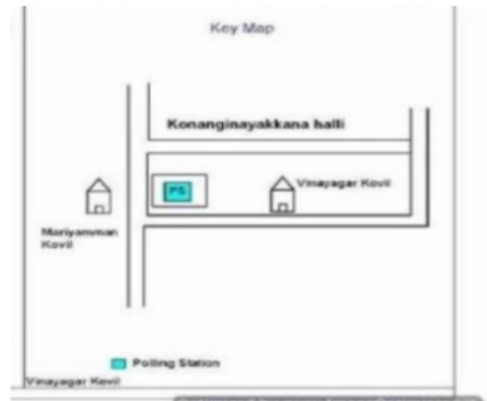 Key Map
Konanginayakkana halli
PS
Vinayagar Kovil
Mariyamman
Kovil
Polling Station
Vinayagar Kovil